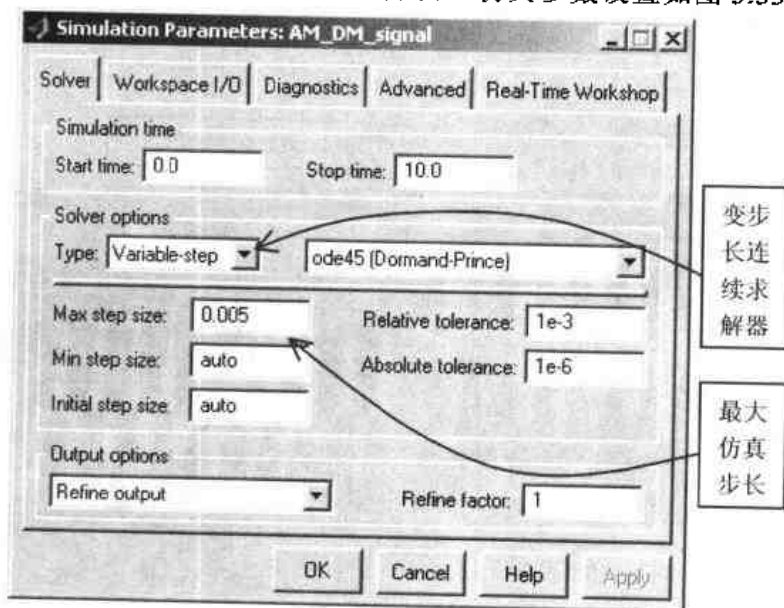 Simulation Parameters: AM_DM_signal
Solver
Workspace I/O
Diagnostics
Advanced
Real-Time Workshop
Simulation time
Start time: 0.0
Stop time: 10.0
Solver options
Type: Variable-step
ode45 (Dormand-Prince)
Max step size: 0.005
Relative tolerance: 1e-3
Min step size: auto
Absolute tolerance: 1e-6
Initial step size: auto
Output options
Refine output
Refine factor: 1
OK
Cancel
Help
Apply
变步
长连
续求
解器
最大
仿真
步长